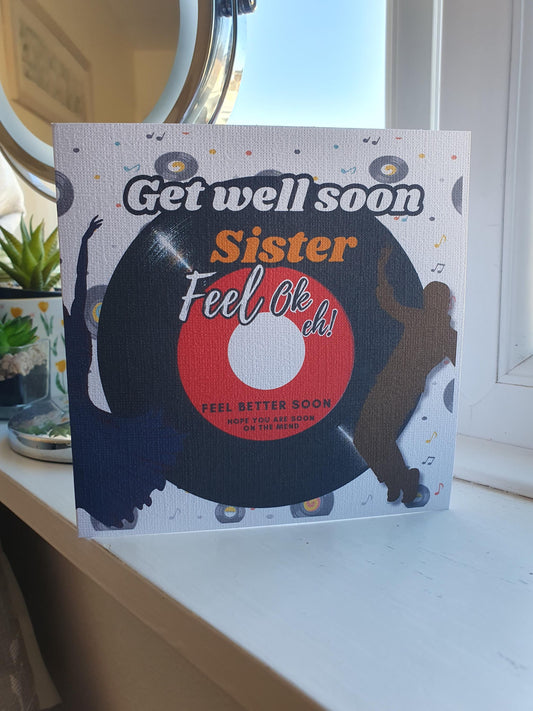 Get well soon
Sister
Feel Ok
eh!
FEEL BETTER SOON
HOPE YOU ARE SOON
ON THE MEND